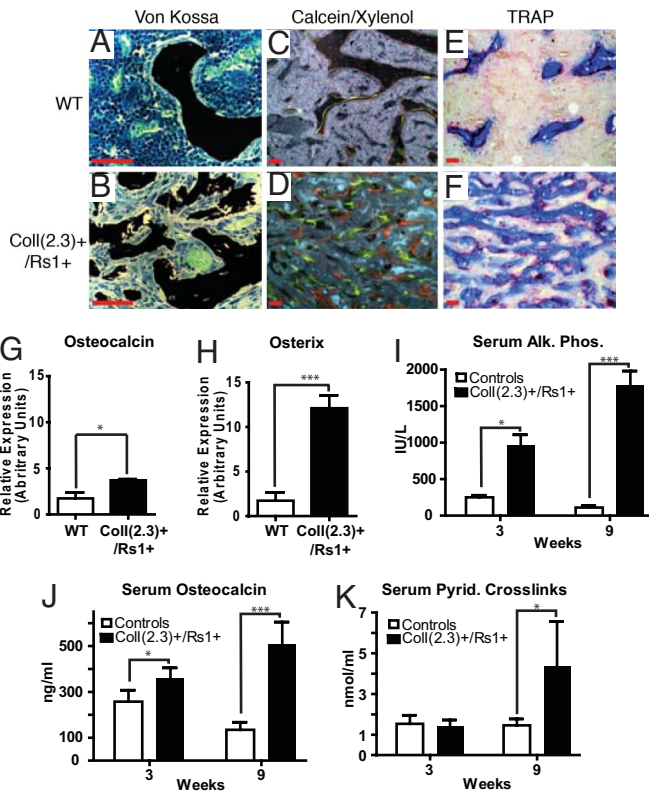 Von Kossa
Calcein/Xylenol
TRAP
WT
A
C
E
Coll(2.3)+
/Rs1+
B
D
F
G
Osteocalcin
Relative Expression
(Abritrary Units)
15
10
5
0
*
WT
Coll(2.3)+
/Rs1+
H
Osterix
Relative Expression
(Arbitrary Units)
15
10
5
0
***
WT
Coll(2.3)+
/Rs1+
I
Serum Alk. Phos.
Controls
Coll(2.3)+/Rs1+
IU/L
2000
1500
1000
500
0
*
***
3
9
Weeks
J
Serum Osteocalcin
Controls
Coll(2.3)+/Rs1+
ng/ml
500
300
100
0
*
***
3
9
Weeks
K
Serum Pyrid. Crosslinks
Controls
Coll(2.3)+/Rs1+
nmol/ml
7
5
3
1
0
*
3
9
Weeks